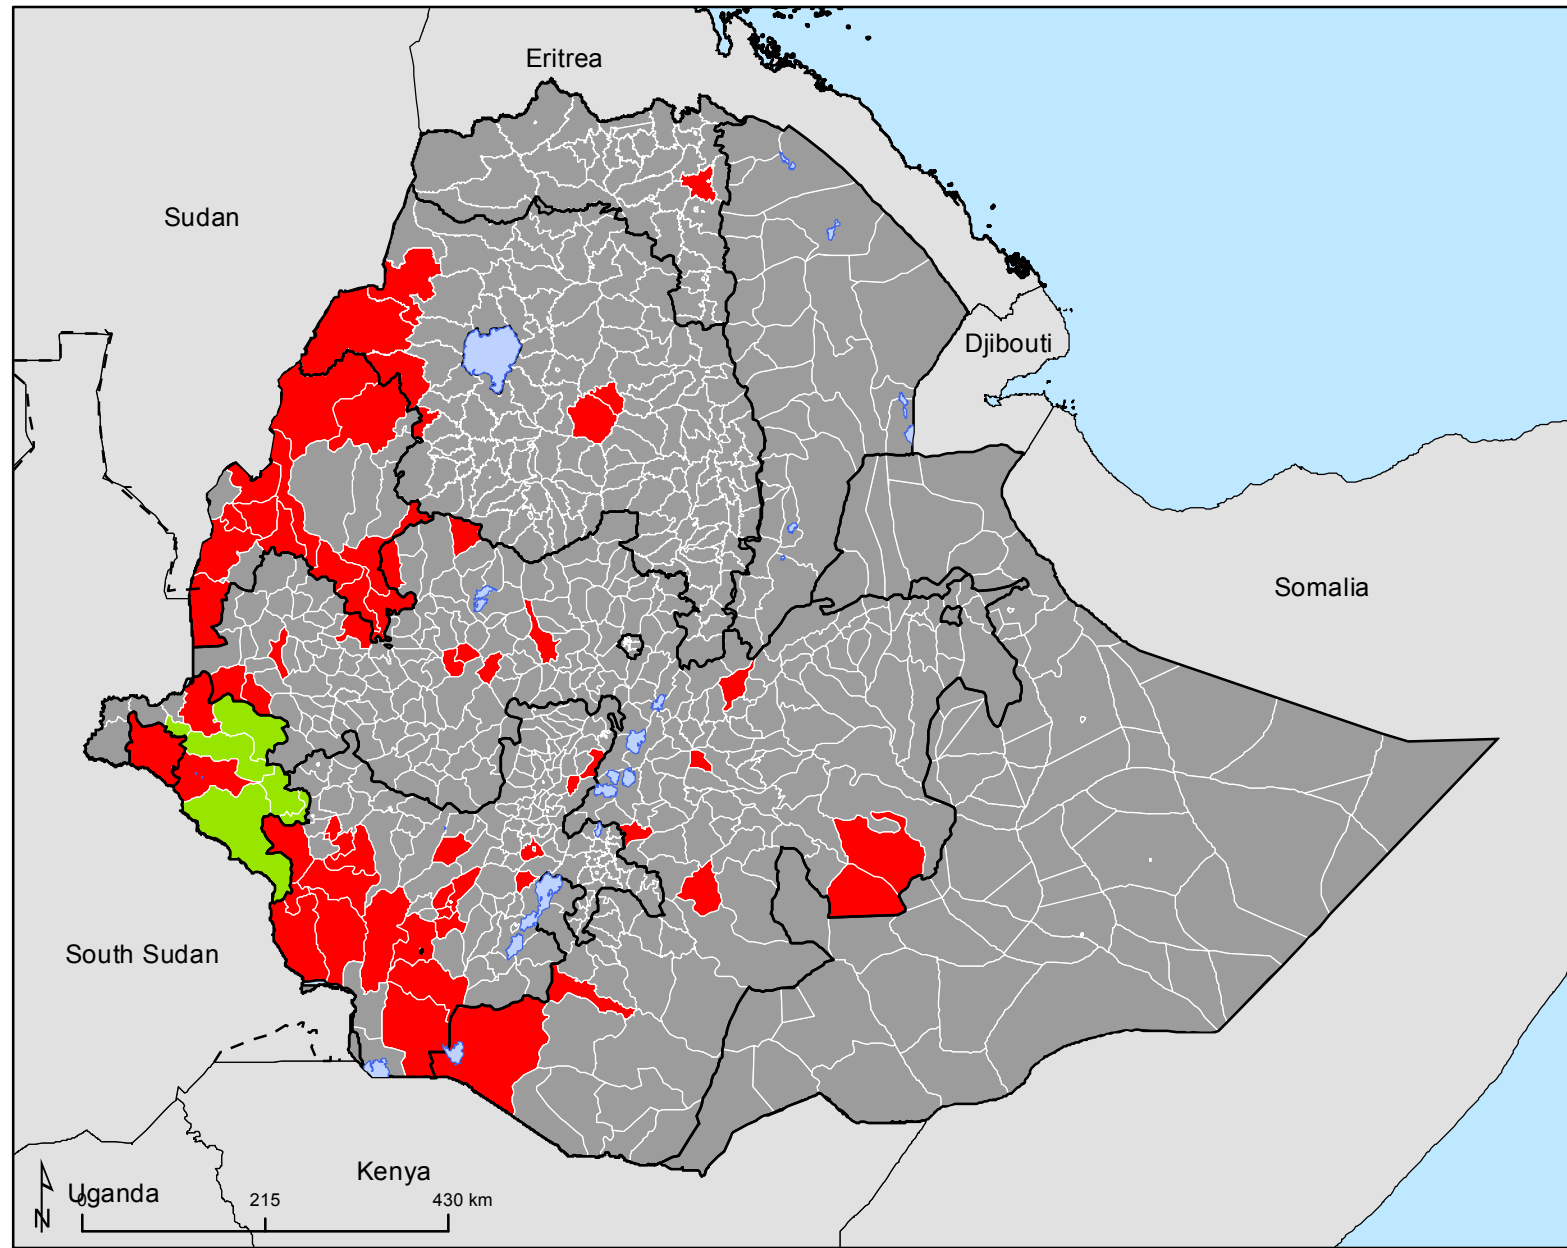 Eritrea
Sudan
Djibouti
Somalia
South Sudan
Kenya
Uganda
0 215 430 km
N